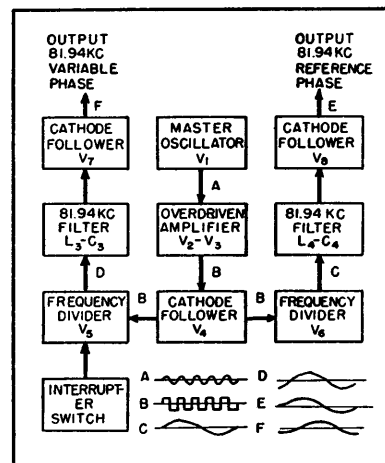 OUTPUT
81.94KC
VARIABLE
PHASE
F
OUTPUT
81.94 KC
REFERENCE
PHASE
E
CATHODE
FOLLOWER
V7
MASTER
OSCILLATOR
V1
CATHODE
FOLLOWER
V8
A
81.94KC
FILTER
L3-C3
OVERDRIVEN
AMPLIFIER
V2-V3
81.94 KC
FILTER
L4-C4
D
B
C
FREQUENCY
DIVIDER
V5
B
CATHODE
FOLLOWER
V4
B
FREQUENCY
DIVIDER
V6
INTERRUPT-
ER
SWITCH
A
D
B
E
C
F